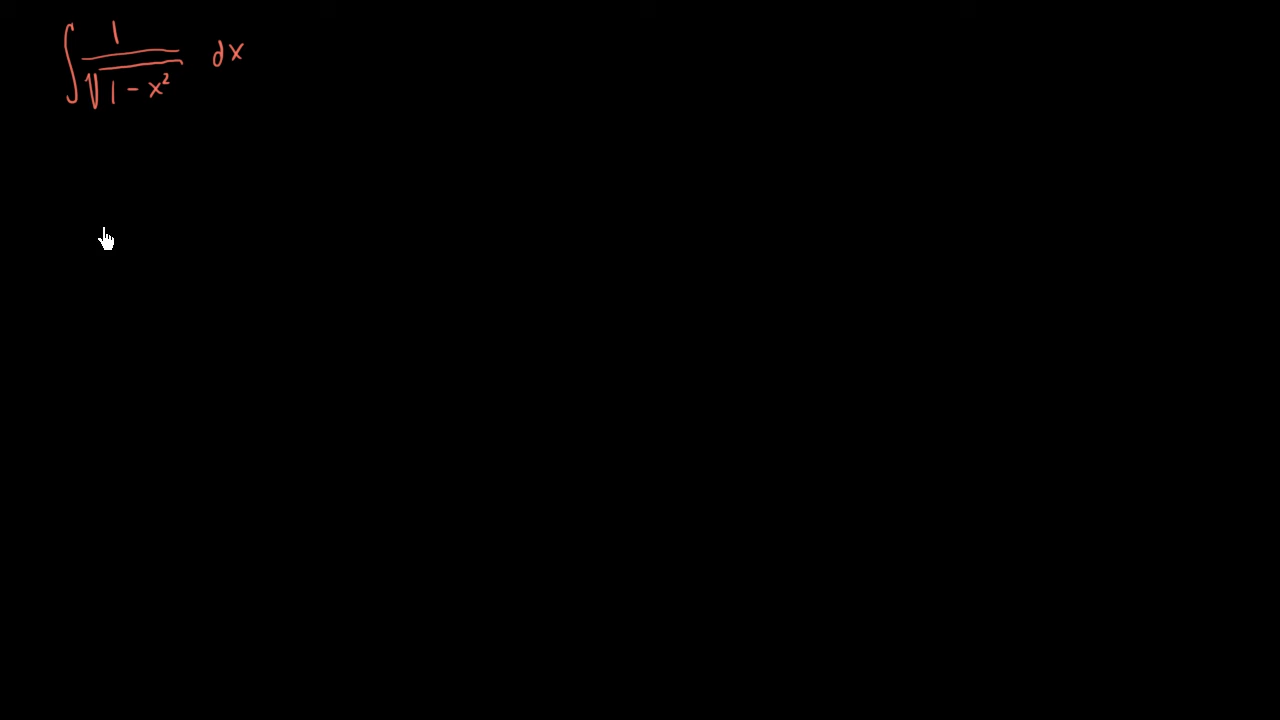 ∫ 1/√(1 - x²) dx